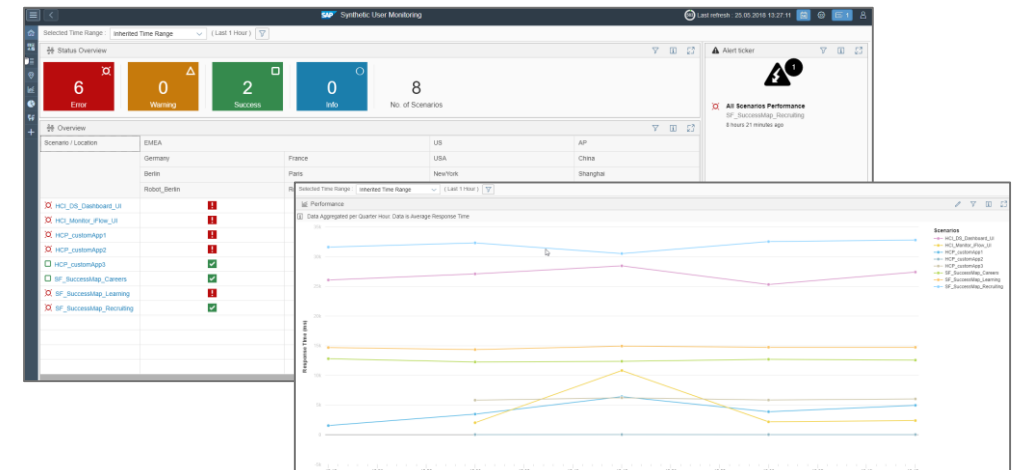 SAP Synthetic User Monitoring
Last refresh : 25.05.2016 13:27:11
1
Selected Time Range : Inherited Time Range ( Last 1 Hour )
Status Overview
6
Error
0
Warning
2
Success
0
Info
8
No. of Scenarios
Alert ticker
1
All Scenarios Performance
SF_SuccessMap_Recruiting
8 hours 21 minutes ago
Overview
Scenario / Location EMEA US AP
Germany France USA China
Berlin Paris NewYork Shanghai
Robot_Berlin
HCI_DS_Dashboard_UI
HCI_Monitor_iFlow_UI
HCP_customApp1
HCP_customApp2
HCP_customApp3
SF_SuccessMap_Careers
SF_SuccessMap_Learning
SF_SuccessMap_Recruiting
Selected Time Range : Inherited Time Range ( Last 1 Hour )
Performance
Data Aggregated per Quarter Hour. Data is Average Response Time
Response Time (ms)
Scenarios
HCI_DS_Dashboard_UI
HCI_Monitor_iFlow_UI
HCP_customApp1
HCP_customApp2
HCP_customApp3
SF_SuccessMap_Careers
SF_SuccessMap_Learning
SF_SuccessMap_Recruiting